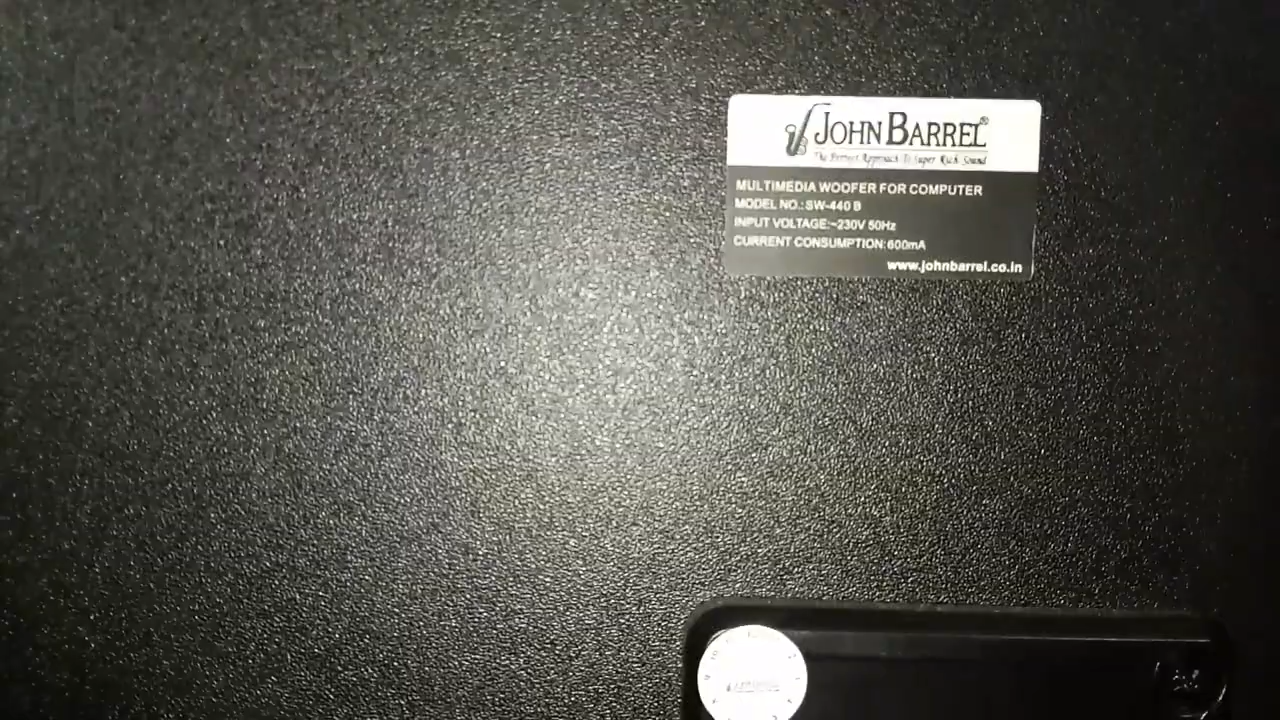 JOHN BARREL®
The Perfect Approach To Super Rich Sound
MULTIMEDIA WOOFER FOR COMPUTER
MODEL NO.:SW-440 B
INPUT VOLTAGE:~230V 50Hz
CURRENT CONSUMPTION:600mA
www.johnbarrel.co.in